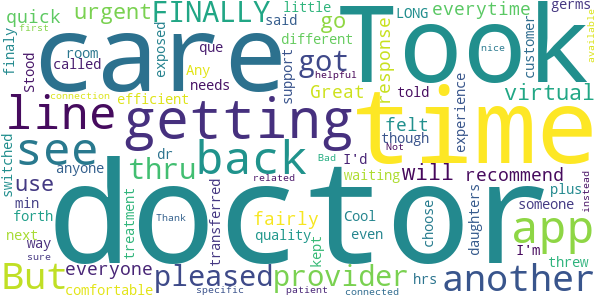 quick urgent FINALLY little go everytime LONG germs
first finaly room called que said different customer nice available
care Took
Stood Any needs exposed support got response
efficient Great helpful told virtual
line getting time
connection felt Not though experience
see thru back I'd will recommend
switched anyone dr waiting
use doctor app
min forth plus someone
treatment transferred fairly Bad related Cool choose daughters I'm instead
next way quality even threw
sure everyone Thank kept hrs
But pleased provider another
comfortable specific patient connected